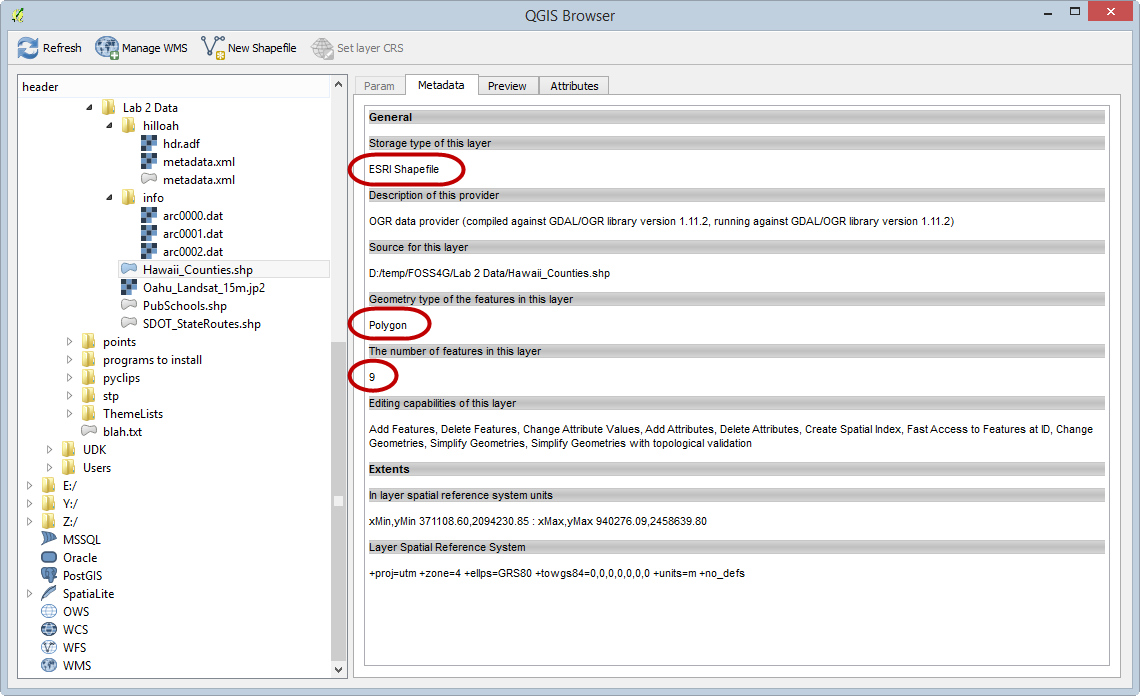 QGIS Browser
Refresh Manage WMS New Shapefile Set layer CRS
header
Lab 2 Data
hilloah
hdr.adf
metadata.xml
metadata.xml
info
arc0000.dat
arc0001.dat
arc0002.dat
Hawaii_Counties.shp
Oahu_Landsat_15m.jp2
PubSchools.shp
SDOT_StateRoutes.shp
points
programs to install
pyclips
stp
ThemeLists
blah.txt
UDK
Users
E:/
Y:/
Z:/
MSSQL
Oracle
PostGIS
SpatiaLite
OWS
WCS
WFS
WMS
Param Metadata Preview Attributes
General
Storage type of this layer
ESRI Shapefile
Description of this provider
OGR data provider (compiled against GDAL/OGR library version 1.11.2, running against GDAL/OGR library version 1.11.2)
Source for this layer
D:/temp/FOSS4G/Lab 2 Data/Hawaii_Counties.shp
Geometry type of the features in this layer
Polygon
The number of features in this layer
9
Editing capabilities of this layer
Add Features, Delete Features, Change Attribute Values, Add Attributes, Delete Attributes, Create Spatial Index, Fast Access to Features at ID, Change
Geometries, Simplify Geometries, Simplify Geometries with topological validation
Extents
In layer spatial reference system units
xMin,yMin 371108.60,2094230.85 : xMax,yMax 940276.09,2458639.80
Layer Spatial Reference System
+proj=utm +zone=4 +ellps=GRS80 +towgs84=0,0,0,0,0,0,0 +units=m +no_defs